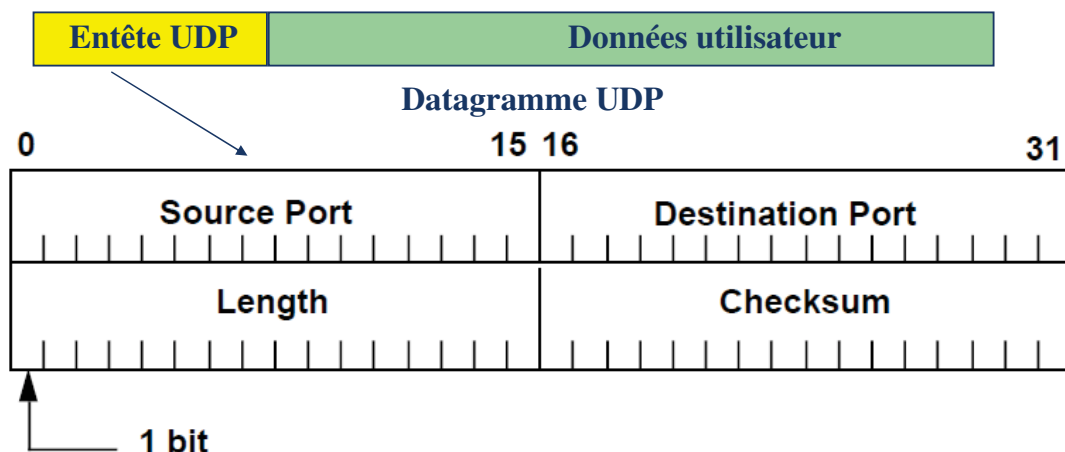 Entête UDP Données utilisateur
Datagramme UDP
0 15 16 31
Source Port Destination Port
Length Checksum
1 bit